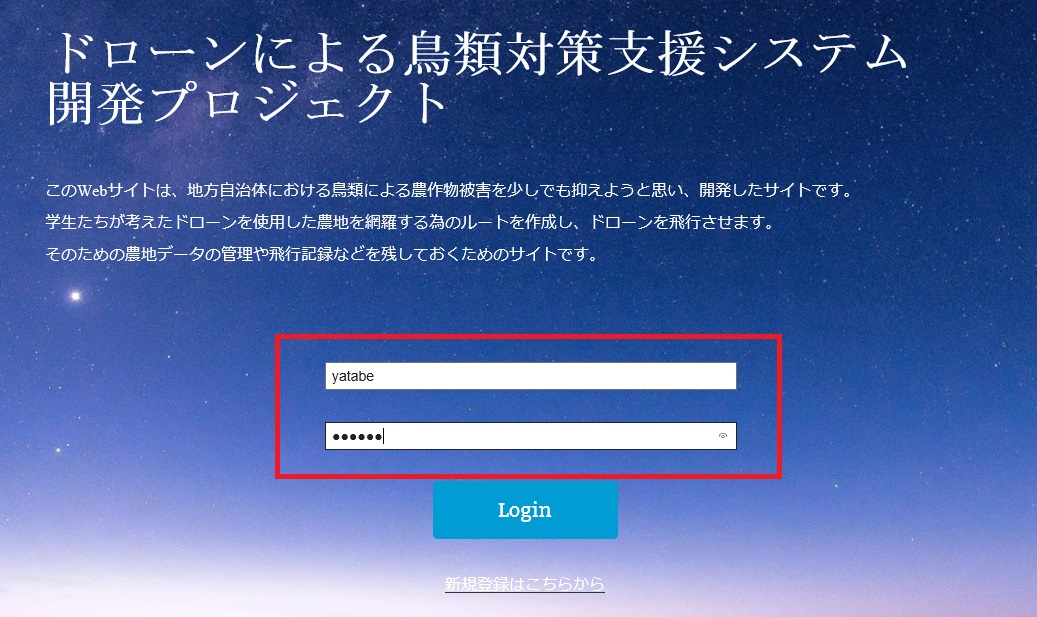 ドローンによる鳥類対策支援システム
開発プロジェクト
このWebサイトは、地方自治体における鳥類による農作物被害を少しでも抑えようと思い、開発したサイトです。
学生たちが考えたドローンを使用した農地を網羅する為のルートを作成し、ドローンを飛行させます。
そのための農地データの管理や飛行記録などを残しておくためのサイトです。
yatabe
●●●●●●
Login
新規登録はこちらから